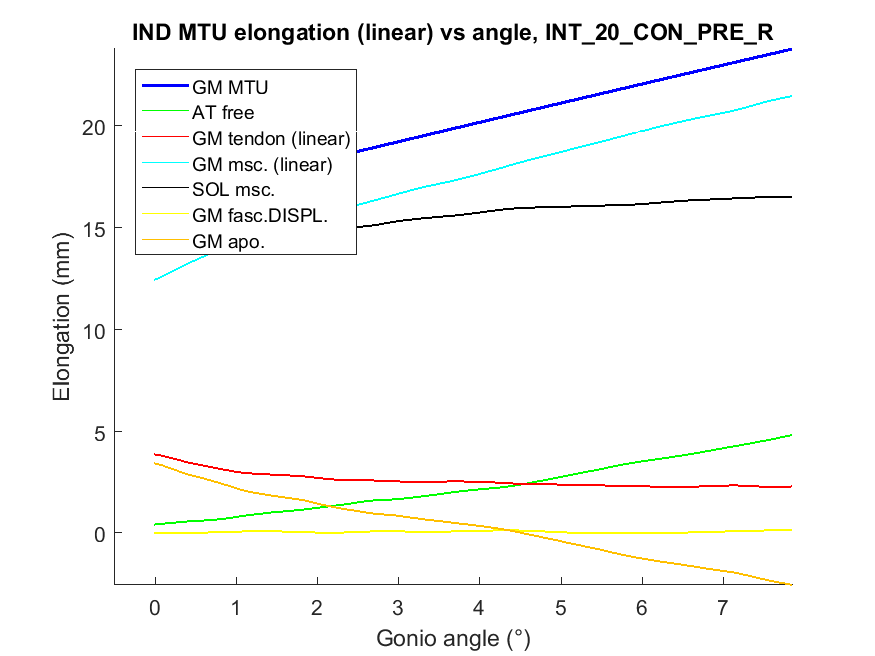 IND MTU elongation (linear) vs angle, INT_20_CON_PRE_R
GM MTU
AT free
GM tendon (linear)
GM msc. (linear)
SOL msc.
GM fasc.DISPL.
GM apo.
Elongation (mm)
20
15
10
5
0
0 1 2 3 4 5 6 7
Gonio angle (°)